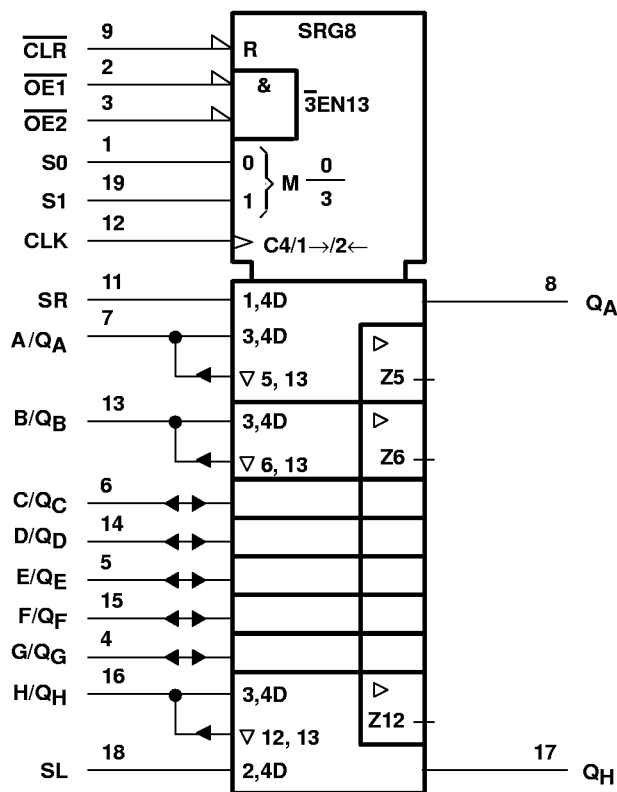 SRG8
9
CLR
R
2
OE1
&
3EN13
3
OE2
1
S0
0
M 0/3
19
S1
1
12
CLK
C4/1→/2←
11
SR
1,4D
8
QA
7
A/QA
3,4D
▷
▽ 5, 13
Z5
13
B/QB
3,4D
▷
▽ 6, 13
Z6
6
C/QC
14
D/QD
5
E/QE
15
F/QF
4
G/QG
16
H/QH
3,4D
▷
▽ 12, 13
Z12
18
SL
2,4D
17
QH